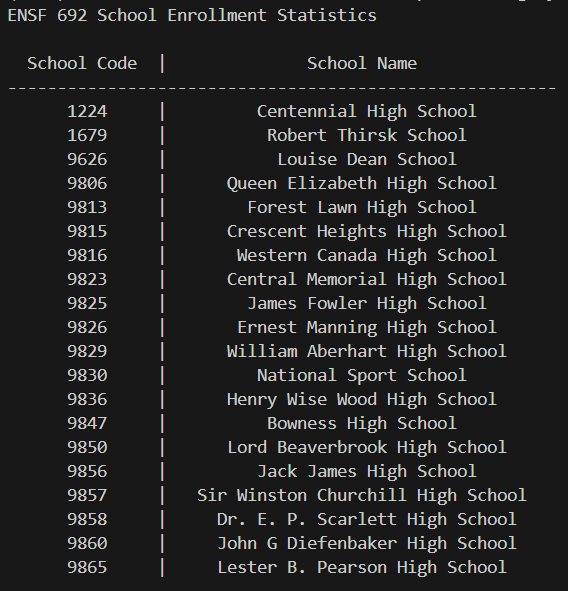 ENSF 692 School Enrollment Statistics
School Code | School Name
-------------------------------------------------------
1224 | Centennial High School
1679 | Robert Thirsk School
9626 | Louise Dean School
9806 | Queen Elizabeth High School
9813 | Forest Lawn High School
9815 | Crescent Heights High School
9816 | Western Canada High School
9823 | Central Memorial High School
9825 | James Fowler High School
9826 | Ernest Manning High School
9829 | William Aberhart High School
9830 | National Sport School
9836 | Henry Wise Wood High School
9847 | Bowness High School
9850 | Lord Beaverbrook High School
9856 | Jack James High School
9857 | Sir Winston Churchill High School
9858 | Dr. E. P. Scarlett High School
9860 | John G Diefenbaker High School
9865 | Lester B. Pearson High School